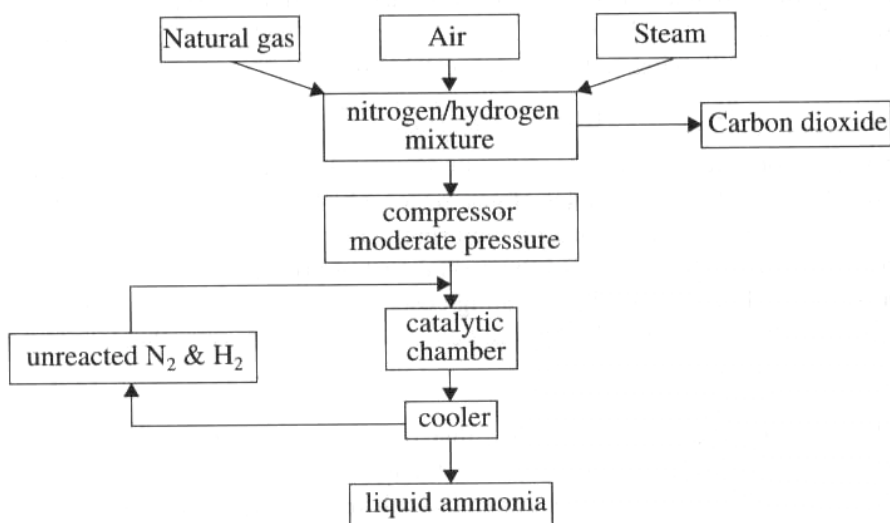 Natural gas
Air
Steam
nitrogen/hydrogen
mixture
Carbon dioxide
compressor
moderate pressure
catalytic
chamber
unreacted N₂ & H₂
cooler
liquid ammonia